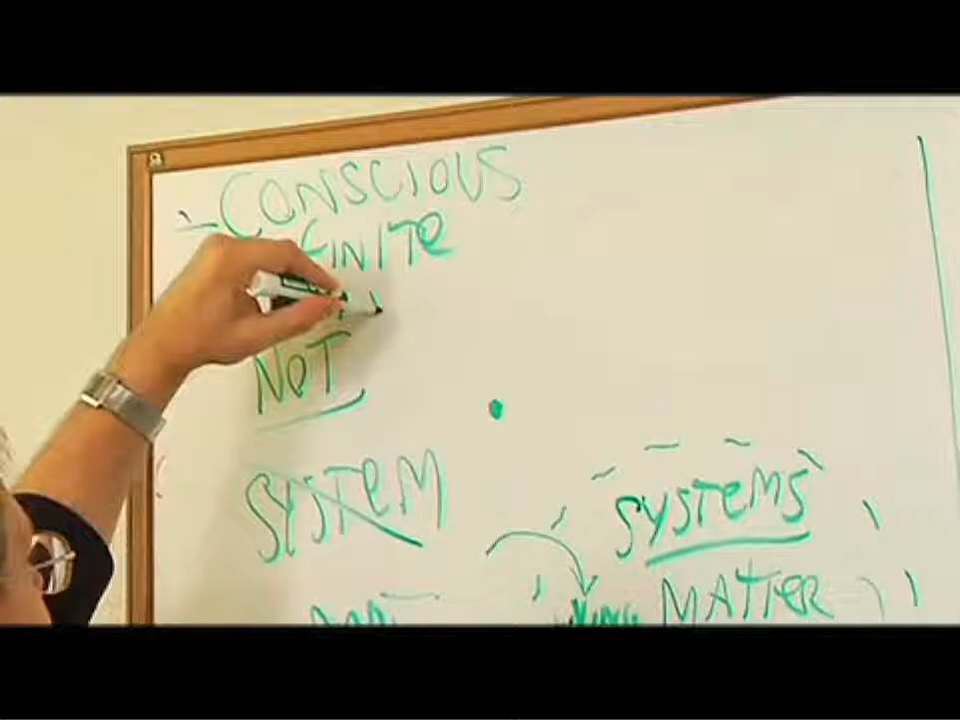 CONSCIOUS
FINITE
NOT
SYSTEM
SYSTEMS
MATTER